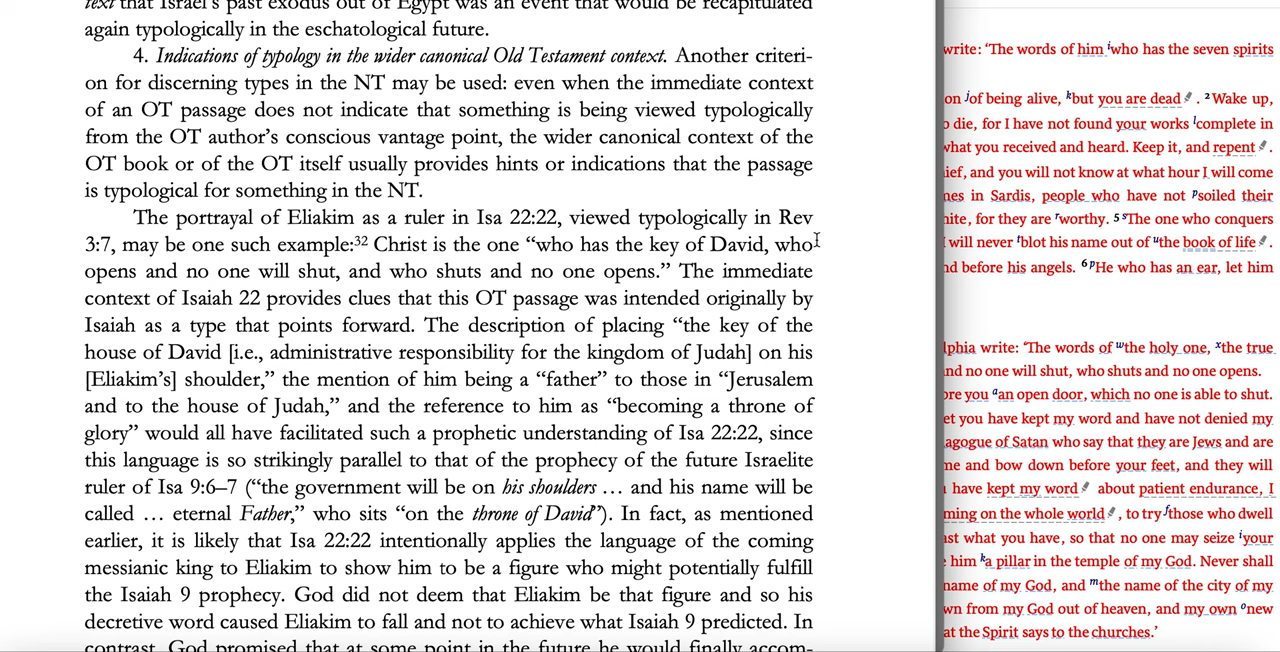 text that Israel's past exodus out of Egypt was an event that would be recapitulated
again typologically in the eschatological future.
4. Indications of typology in the wider canonical Old Testament context. Another criteri-
on for discerning types in the NT may be used: even when the immediate context
of an OT passage does not indicate that something is being viewed typologically
from the OT author's conscious vantage point, the wider canonical context of the
OT book or of the OT itself usually provides hints or indications that the passage
is typological for something in the NT.
The portrayal of Eliakim as a ruler in Isa 22:22, viewed typologically in Rev
3:7, may be one such example:32 Christ is the one “who has the key of David, who
opens and no one will shut, and who shuts and no one opens.” The immediate
context of Isaiah 22 provides clues that this OT passage was intended originally by
Isaiah as a type that points forward. The description of placing “the key of the
house of David [i.e., administrative responsibility for the kingdom of Judah] on his
[Eliakim's] shoulder,” the mention of him being a “father” to those in “Jerusalem
and to the house of Judah,” and the reference to him as “becoming a throne of
glory” would all have facilitated such a prophetic understanding of Isa 22:22, since
this language is so strikingly parallel to that of the prophecy of the future Israelite
ruler of Isa 9:6–7 (“the government will be on his shoulders … and his name will be
called … eternal Father,” who sits “on the throne of David”). In fact, as mentioned
earlier, it is likely that Isa 22:22 intentionally applies the language of the coming
messianic king to Eliakim to show him to be a figure who might potentially fulfill
the Isaiah 9 prophecy. God did not deem that Eliakim be that figure and so his
decretive word caused Eliakim to fall and not to achieve what Isaiah 9 predicted. In
contrast, God promised that at some point in the future he would finally accom-
write: ‘The words of him i who has the seven spirits
on j of being alive, k but you are dead. 2 Wake up,
o die, for I have not found your works l complete in
what you received and heard. Keep it, and repent.
ief, and you will not know at what hour I will come
nes in Sardis, people who have not p soiled their
hite, for they are r worthy. 5 s The one who conquers
I will never t blot his name out of u the book of life.
nd before his angels. 6 p He who has an ear, let him
lphia write: ‘The words of w the holy one, x the true
nd no one will shut, who shuts and no one opens.
ore you a an open door, which no one is able to shut.
et you have kept my word and have not denied my
agogue of Satan who say that they are Jews and are
me and bow down before your feet, and they will
have kept my word about patient endurance, I
ming on the whole world, to try f those who dwell
st what you have, so that no one may seize i your
him k a pillar in the temple of my God. Never shall
name of my God, and m the name of the city of my
wn from my God out of heaven, and my own o new
at the Spirit says to the churches.’